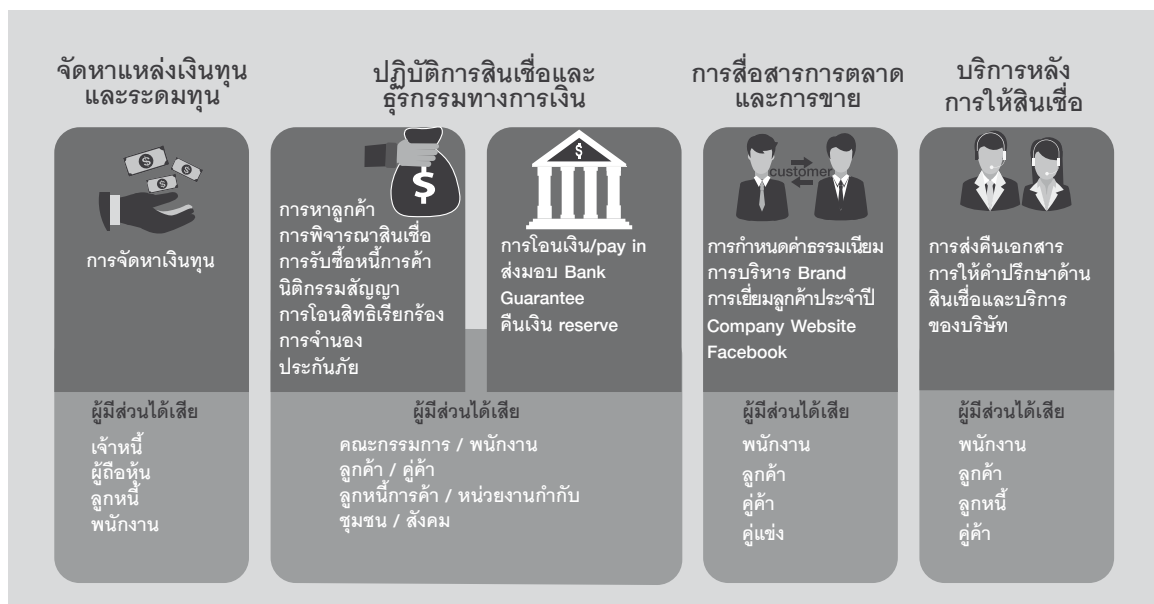 จัดหาแหล่งเงินทุน
และระดมทุน
การจัดหาเงินทุน
ผู้มีส่วนได้เสีย
เจ้าหนี้
ผู้ถือหุ้น
ลูกหนี้
พนักงาน
ปฏิบัติการสินเชื่อและ
ธุรกรรมทางการเงิน
$
การหาลูกค้า
การพิจารณาสินเชื่อ
การรับซื้อหนี้การค้า
นิติกรรมสัญญา
การโอนสิทธิเรียกร้อง
การจำนอง
ประกันภัย
$
การโอนเงิน/pay in
ส่งมอบ Bank
Guarantee
คืนเงิน reserve
ผู้มีส่วนได้เสีย
คณะกรรมการ / พนักงาน
ลูกค้า / คู่ค้า
ลูกหนี้การค้า / หน่วยงานกำกับ
ชุมชน / สังคม
การสื่อสารการตลาด
และการขาย
customer
การกำหนดค่าธรรมเนียม
การบริหาร Brand
การเยี่ยมลูกค้าประจำปี
Company Website
Facebook
ผู้มีส่วนได้เสีย
พนักงาน
ลูกค้า
คู่ค้า
คู่แข่ง
บริการหลัง
การให้สินเชื่อ
การส่งคืนเอกสาร
การให้คำปรึกษาด้าน
สินเชื่อและบริการ
ของบริษัท
ผู้มีส่วนได้เสีย
พนักงาน
ลูกค้า
ลูกหนี้
คู่ค้า